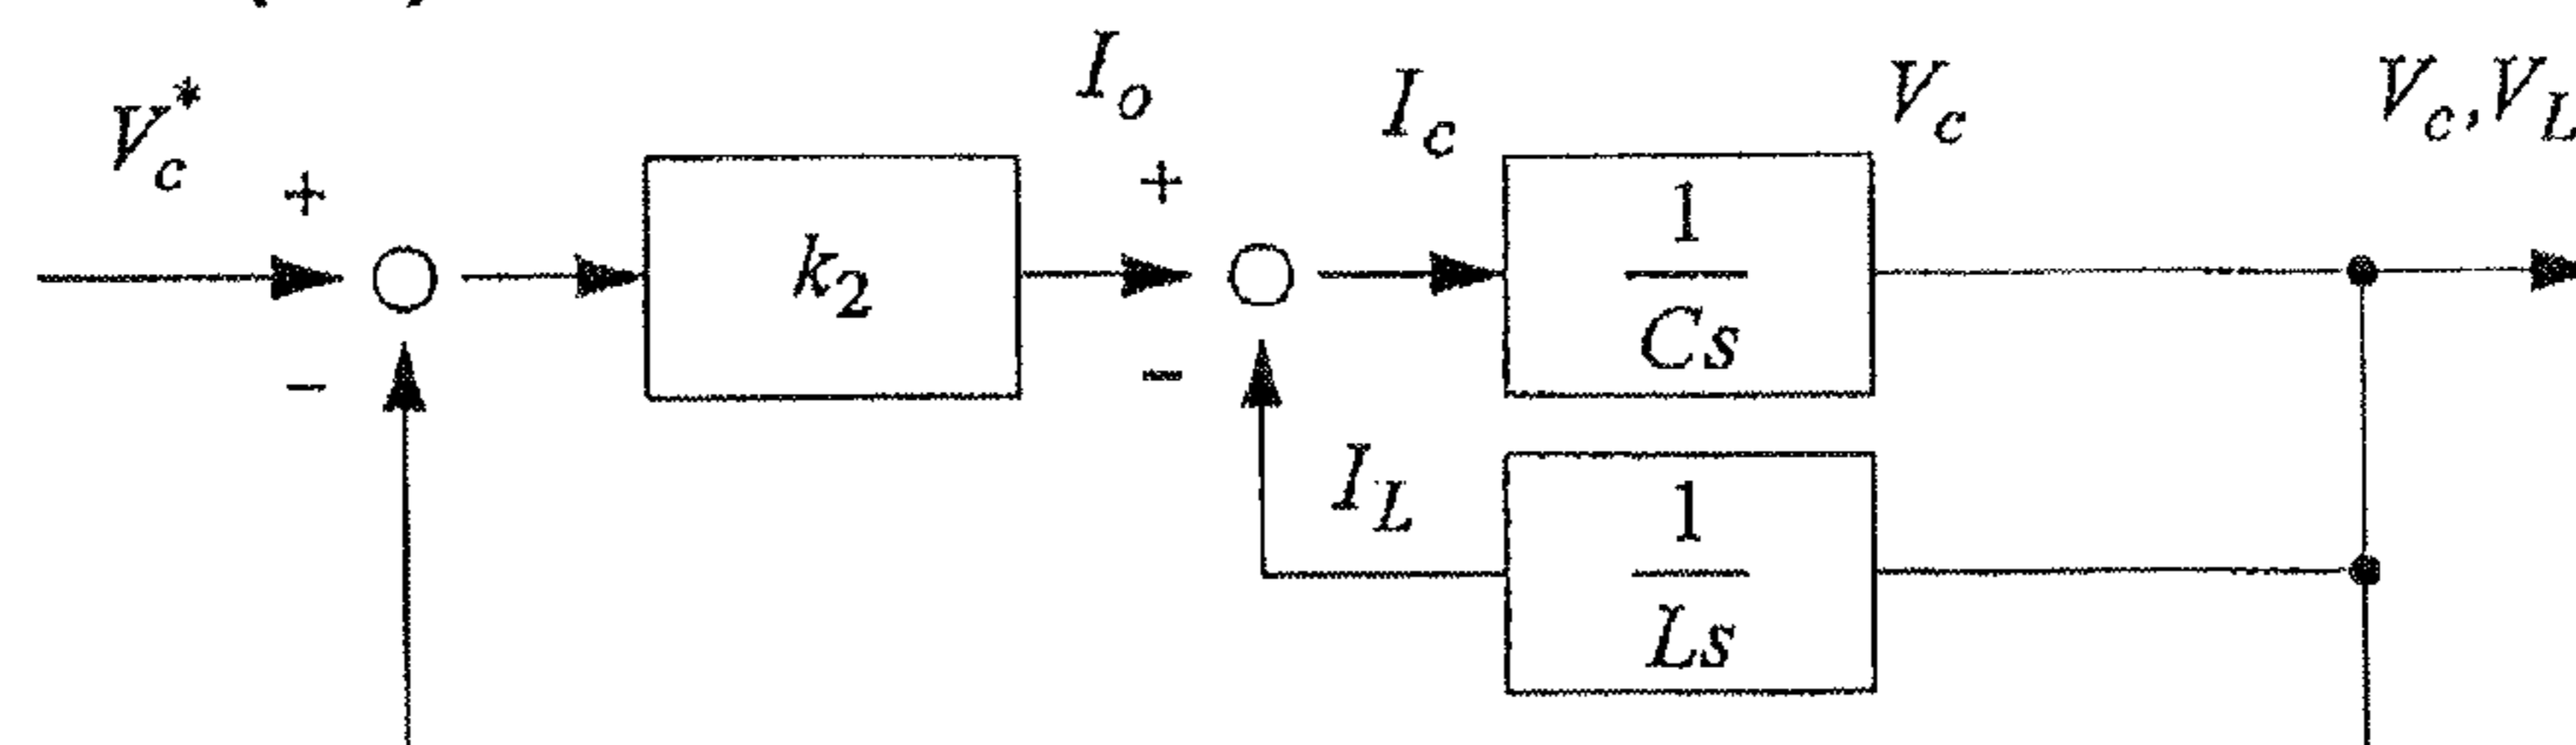 V_c^*
+
−
k_2
I_o
+
−
I_c
1
Cs
V_c
V_c, V_L
I_L
1
Ls